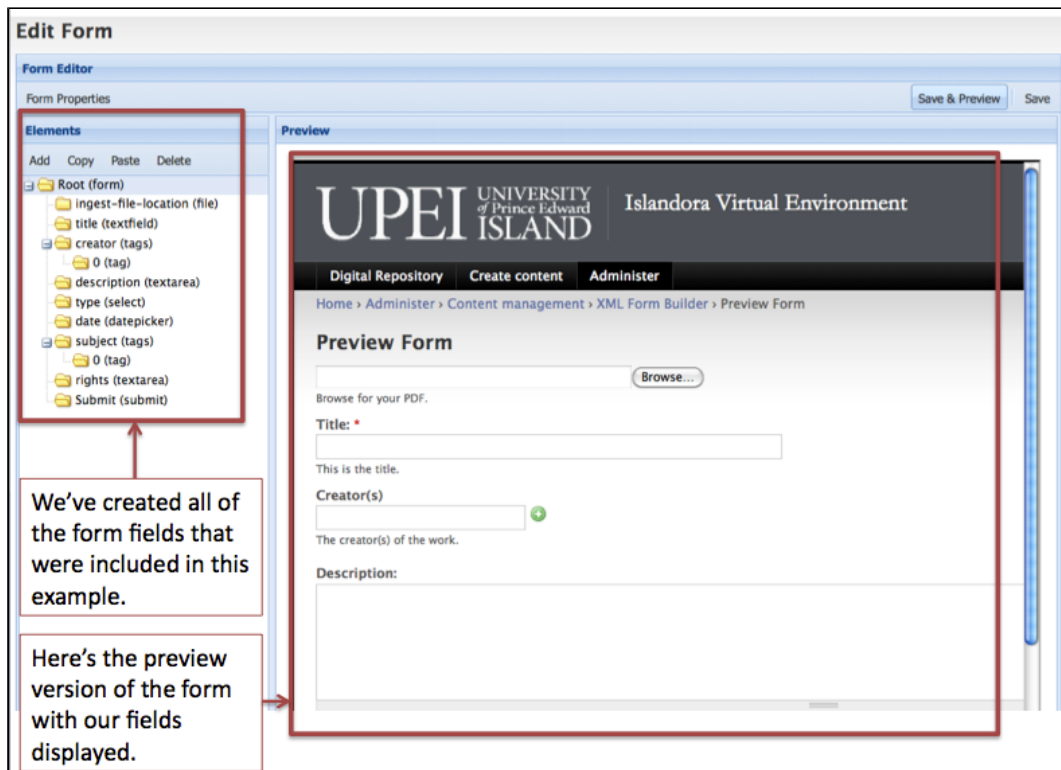 Edit Form
Form Editor
Form Properties
Save & Preview
Save
Elements
Add Copy Paste Delete
Root (form)
ingest-file-location (file)
title (textfield)
creator (tags)
0 (tag)
description (textarea)
type (select)
date (datepicker)
subject (tags)
0 (tag)
rights (textarea)
Submit (submit)
We've created all of
the form fields that
were included in this
example.
Here's the preview
version of the form
with our fields
displayed.
Preview
UPEI
UNIVERSITY
of Prince Edward
ISLAND
Islandora Virtual Environment
Digital Repository Create content Administer
Home › Administer › Content management › XML Form Builder › Preview Form
Preview Form
Browse...
Browse for your PDF.
Title: *
This is the title.
Creator(s)
The creator(s) of the work.
Description: